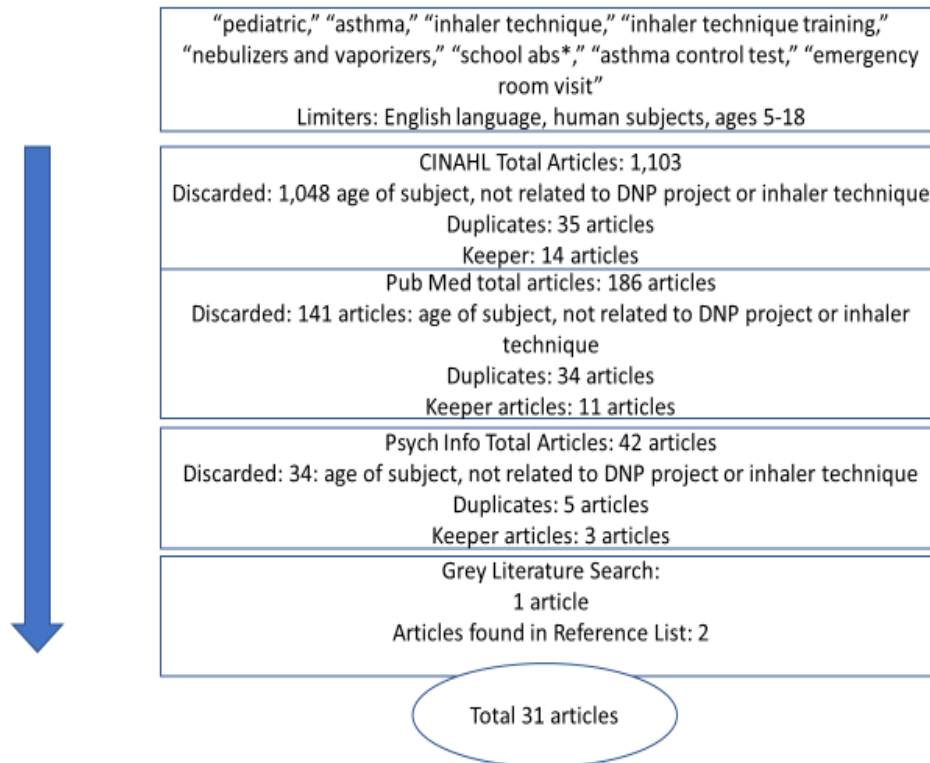 “pediatric,” “asthma,” “inhaler technique,” “inhaler technique training,”
“nebulizers and vaporizers,” “school abs*,” “asthma control test,” “emergency
room visit”
Limiters: English language, human subjects, ages 5-18
CINAHL Total Articles: 1,103
Discarded: 1,048 age of subject, not related to DNP project or inhaler technique
Duplicates: 35 articles
Keeper: 14 articles
Pub Med total articles: 186 articles
Discarded: 141 articles: age of subject, not related to DNP project or inhaler
technique
Duplicates: 34 articles
Keeper articles: 11 articles
Psych Info Total Articles: 42 articles
Discarded: 34: age of subject, not related to DNP project or inhaler technique
Duplicates: 5 articles
Keeper articles: 3 articles
Grey Literature Search:
1 article
Articles found in Reference List: 2
Total 31 articles